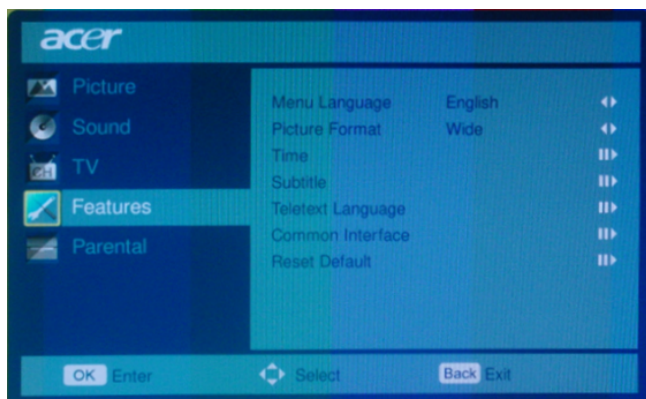 acer
Picture
Sound
CH TV
Features
Parental
Menu Language English
Picture Format Wide
Time
Subtitle
Teletext Language
Common Interface
Reset Default
OK Enter Select Back Exit